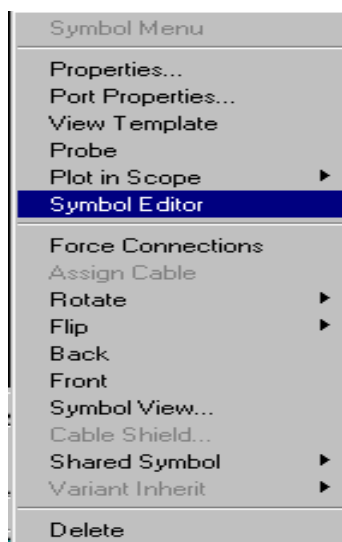 Symbol Menu
Properties...
Port Properties...
View Template
Probe
Plot in Scope
Symbol Editor
Force Connections
Assign Cable
Rotate
Flip
Back
Front
Symbol View...
Cable Shield...
Shared Symbol
Variant Inherit
Delete